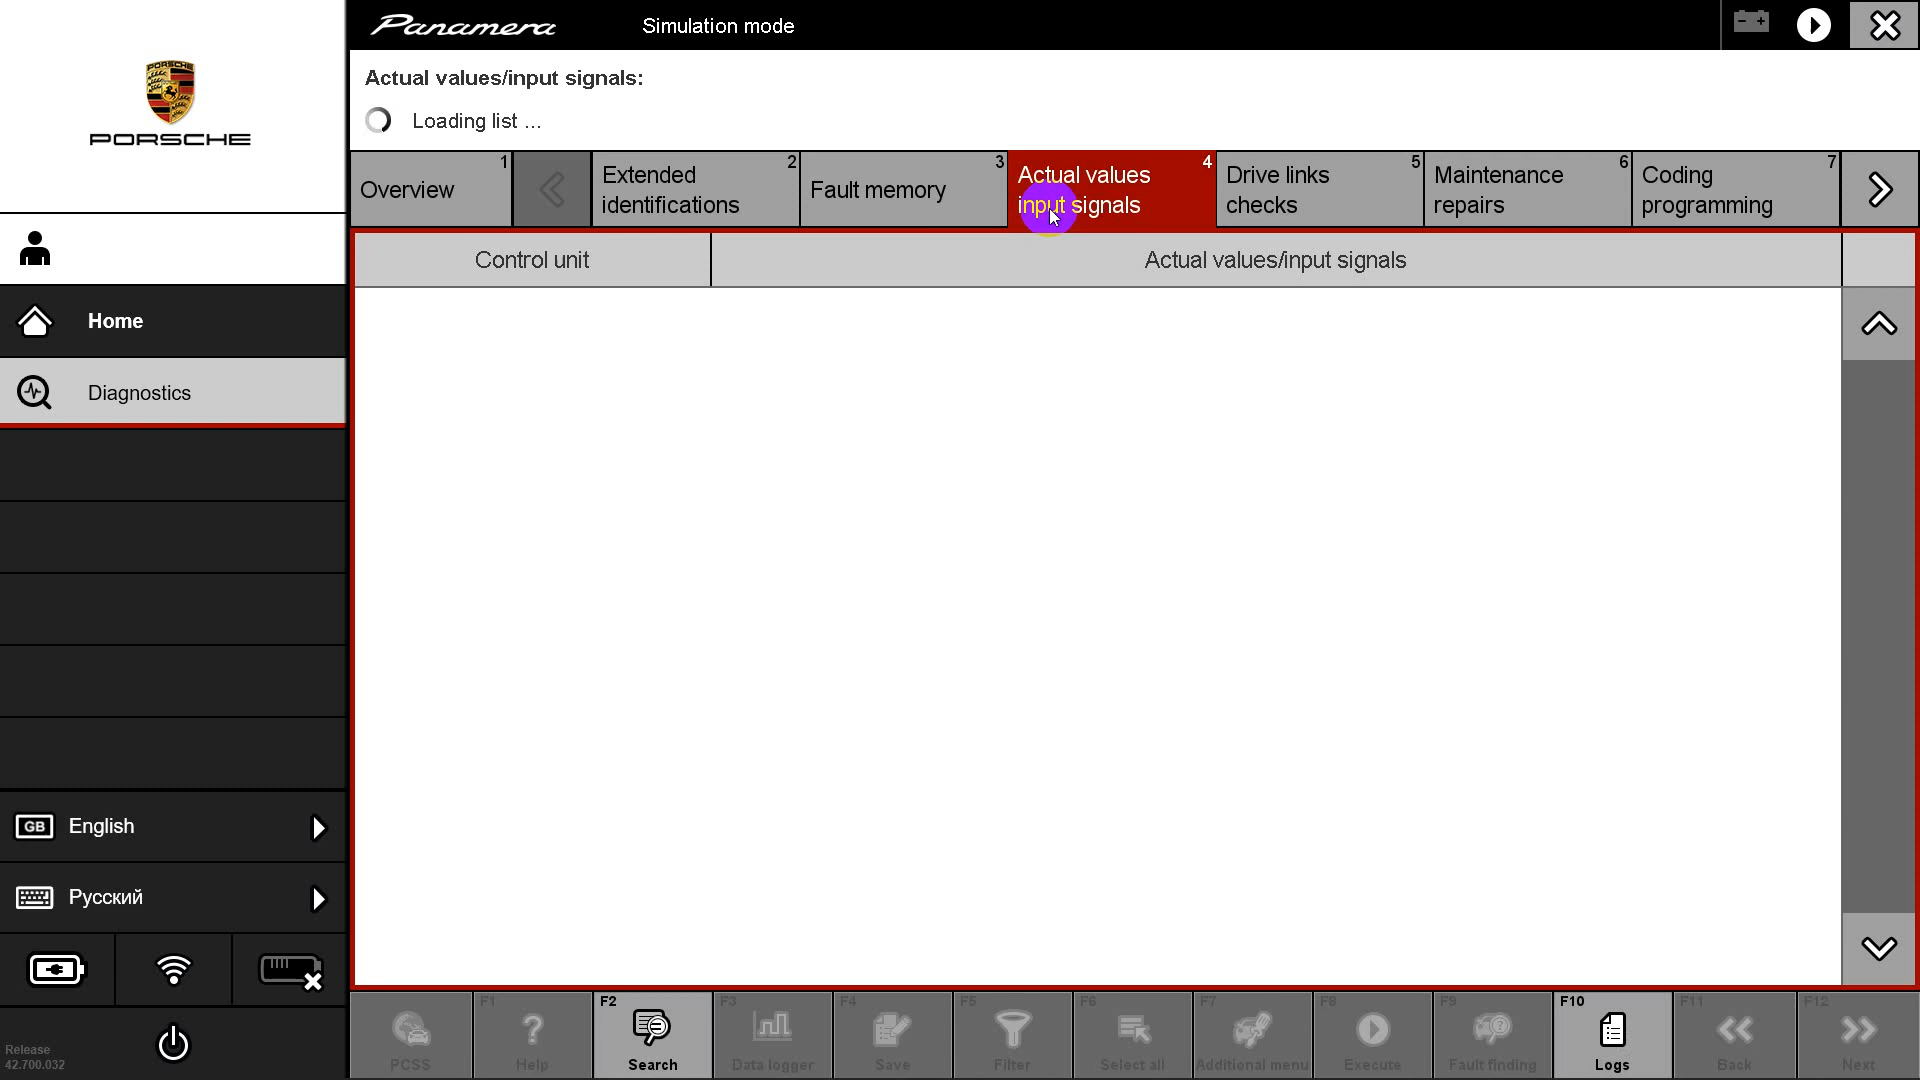 PORSCHE
PORSCHE
Panamera
Simulation mode
Actual values/input signals:
Loading list ...
Overview
1
Extended
identifications
2
Fault memory
3
Actual values
input signals
4
Drive links
checks
5
Maintenance
repairs
6
Coding
programming
7
Control unit
Actual values/input signals
Home
Diagnostics
GB
English
Русский
Release
42.700.032
PCSS
F1
Help
F2
Search
F3
Data logger
F4
Save
F5
Filter
F6
Select all
F7
Additional menu
F8
Execute
F9
Fault finding
F10
Logs
F11
Back
F12
Next